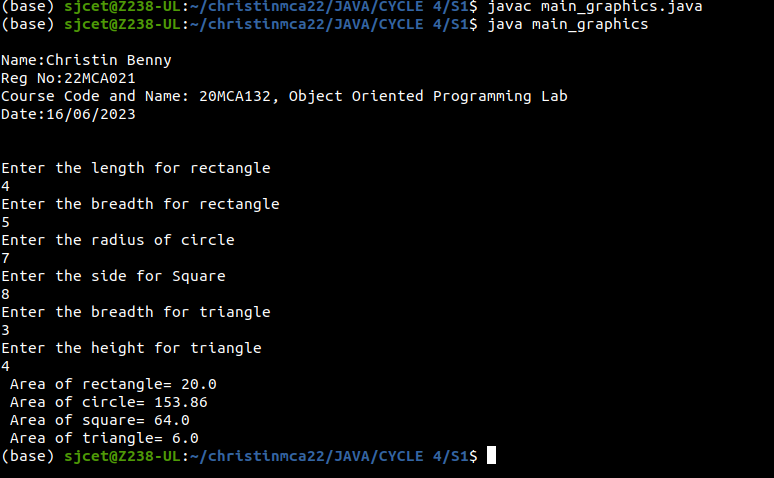 (base) sjcet@Z238-UL:~/christinmca22/JAVA/CYCLE 4/S1$ javac main_graphics.java
(base) sjcet@Z238-UL:~/christinmca22/JAVA/CYCLE 4/S1$ java main_graphics
Name:Christin Benny
Reg No:22MCA021
Course Code and Name: 20MCA132, Object Oriented Programming Lab
Date:16/06/2023
Enter the length for rectangle
4
Enter the breadth for rectangle
5
Enter the radius of circle
7
Enter the side for Square
8
Enter the breadth for triangle
3
Enter the height for triangle
4
Area of rectangle= 20.0
Area of circle= 153.86
Area of square= 64.0
Area of triangle= 6.0
(base) sjcet@Z238-UL:~/christinmca22/JAVA/CYCLE 4/S1$